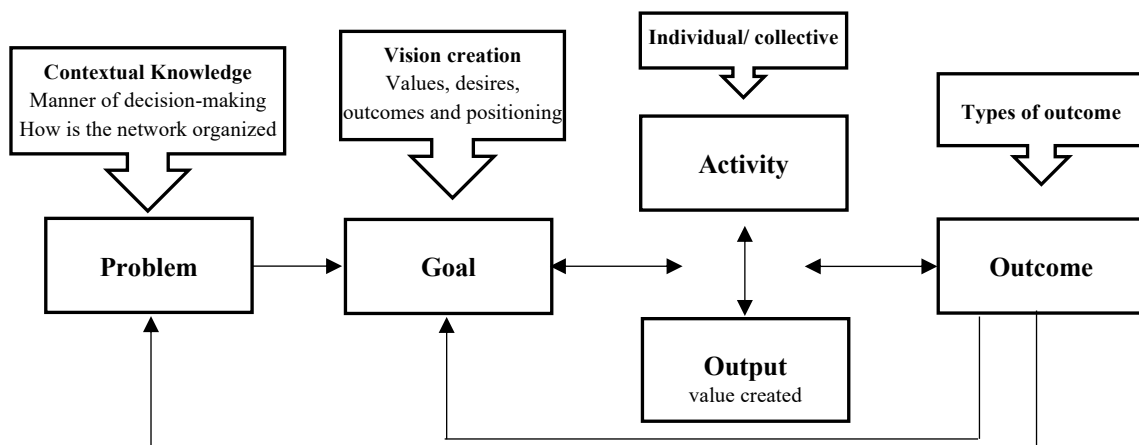 Contextual Knowledge
Manner of decision-making
How is the network organized
Vision creation
Values, desires,
outcomes and positioning
Individual/ collective
Types of outcome
Problem
Goal
Activity
Output
value created
Outcome